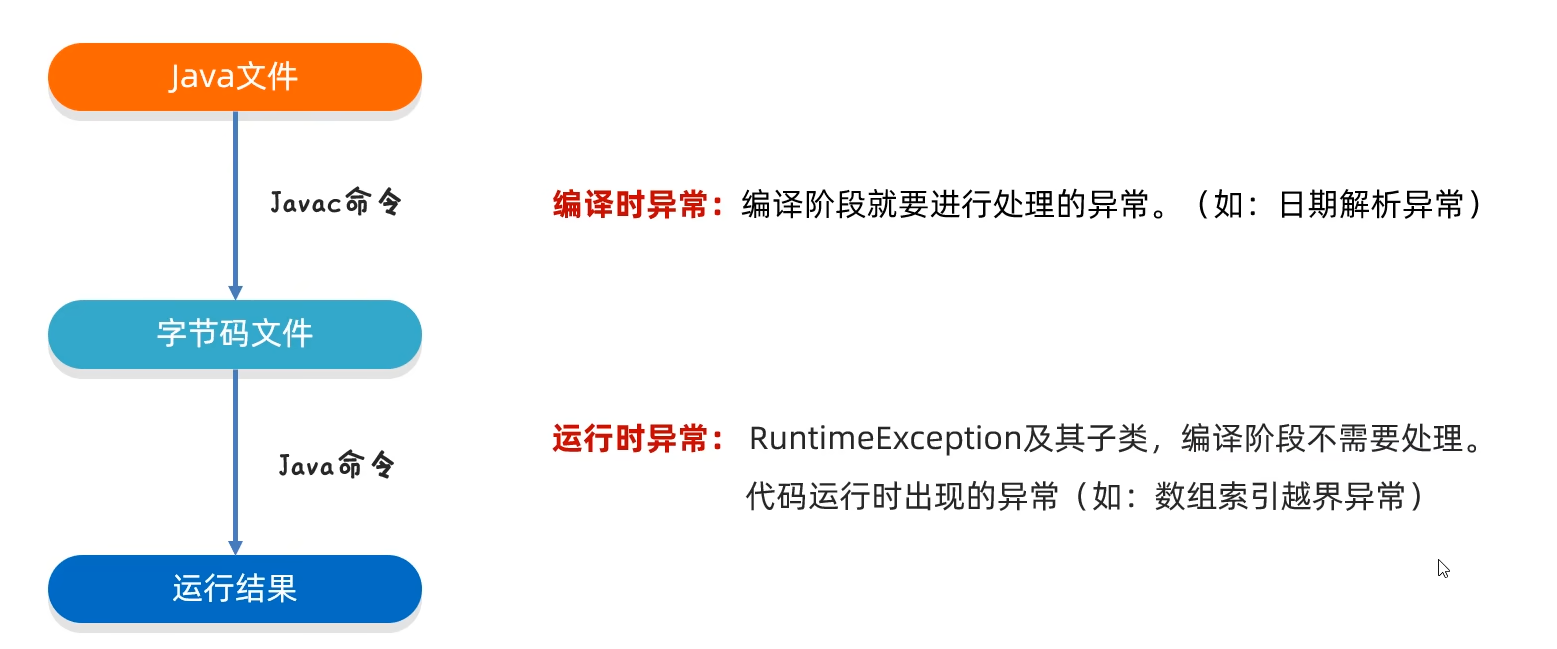 Java文件
Javac命令
编译时异常：编译阶段就要进行处理的异常。（如：日期解析异常）
字节码文件
运行时异常： RuntimeException及其子类，编译阶段不需要处理。
代码运行时出现的异常（如：数组索引越界异常）
Java命令
运行结果